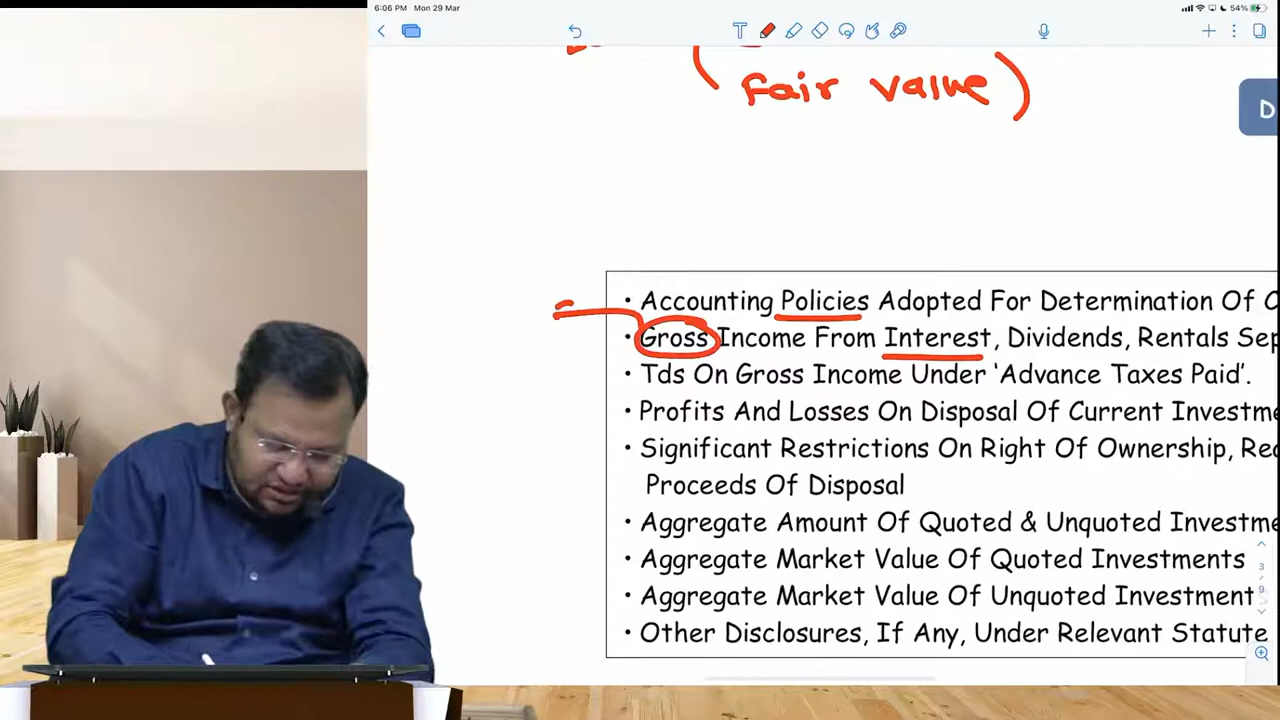 6:06 PM Mon 29 Mar
54%
Fair value
D
• Accounting Policies Adopted For Determination Of
• Gross Income From Interest, Dividends, Rentals
• Tds On Gross Income Under ‘Advance Taxes Paid’.
• Profits And Losses On Disposal Of Current
• Significant Restrictions On Right Of Ownership,
Proceeds Of Disposal
• Aggregate Amount Of Quoted & Unquoted
• Aggregate Market Value Of Quoted Investments
• Aggregate Market Value Of Unquoted Investment
• Other Disclosures, If Any, Under Relevant Statute
3
9